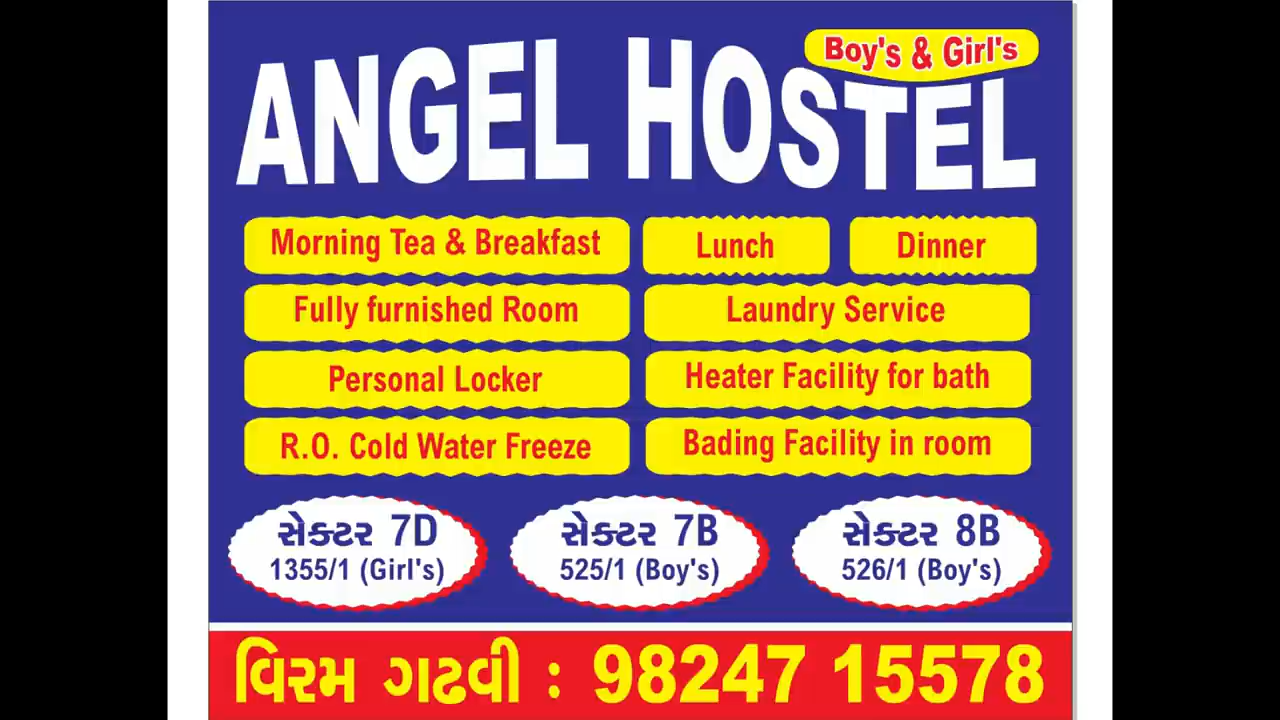 Boy's & Girl's
ANGEL HOSTEL
Morning Tea & Breakfast
Lunch
Dinner
Fully furnished Room
Laundry Service
Personal Locker
Heater Facility for bath
R.O. Cold Water Freeze
Bading Facility in room
સેક્ટર 7D
1355/1 (Girl's)
સેક્ટર 7B
525/1 (Boy's)
સેક્ટર 8B
526/1 (Boy's)
વિરમ ગઢવી : 98247 15578